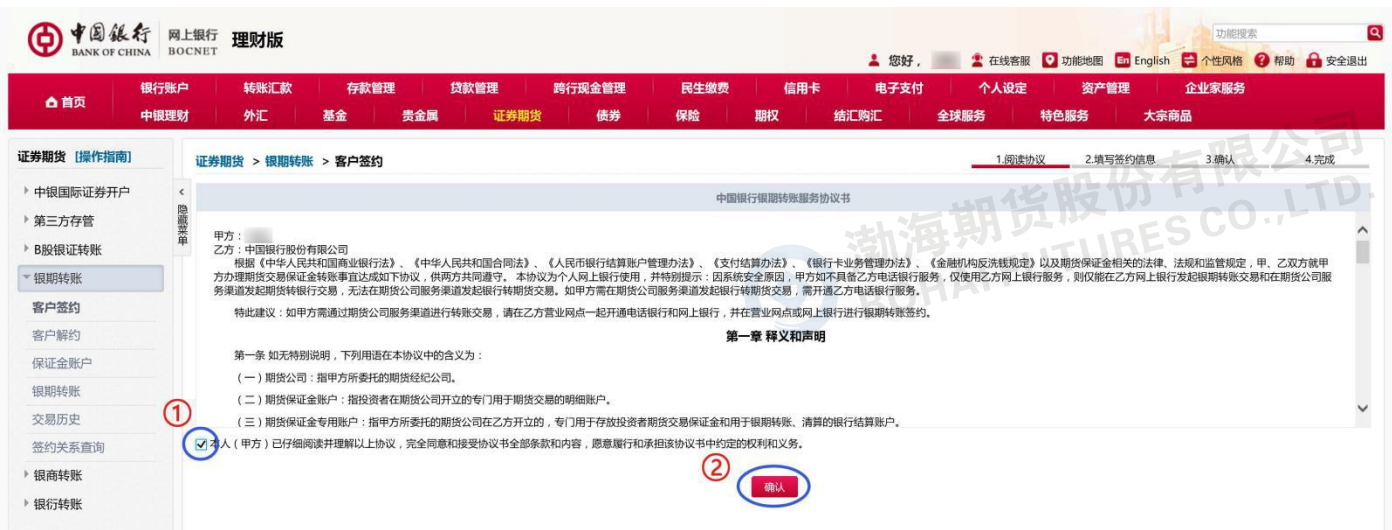 中国银行
BANK OF CHINA
网上银行
BOCNET
理财版
功能搜索
您好，
在线客服
功能地图
En English
个性风格
帮助
安全退出
首页
银行账户 转账汇款 存款管理 贷款管理 跨行现金管理 民生缴费 信用卡 电子支付 个人设定 资产管理 企业家服务
中银理财 外汇 基金 贵金属 证券期货 债券 保险 期权 结汇购汇 全球服务 特色服务 大宗商品
证券期货 [操作指南]
中银国际证券开户
第三方存管
B股银证转账
银期转账
客户签约
客户解约
保证金账户
银期转账
交易历史
签约关系查询
银商转账
银衍转账
隐藏菜单
证券期货 > 银期转账 > 客户签约
1.阅读协议 2.填写签约信息 3.确认 4.完成
中国银行银期转账服务协议书
甲方：
乙方：中国银行股份有限公司
根据《中华人民共和国商业银行法》、《中华人民共和国合同法》、《人民币银行结算账户管理办法》、《支付结算办法》、《银行卡业务管理办法》、《金融机构反洗钱规定》以及期货保证金相关的法律、法规和监管规定，甲、乙双方就甲
方办理期货交易保证金转账事宜达成如下协议，供两方共同遵守。 本协议为个人网上银行使用，并特别提示：因系统安全原因，甲方如不具备乙方电话银行服务，仅使用乙方网上银行服务，则仅能在乙方网上银行发起银期转账交易和在期货公司服
务渠道发起期货转银行交易，无法在期货公司服务渠道发起银行转期货交易。如甲方需在期货公司服务渠道发起银行转期货交易，需开通乙方电话银行服务。
特此建议：如甲方需通过期货公司服务渠道进行转账交易，请在乙方营业网点一起开通电话银行和网上银行，并在营业网点或网上银行进行银期转账签约。
第一章 释义和声明
第一条 如无特别说明，下列用语在本协议中的含义为：
（一）期货公司：指甲方所委托的期货经纪公司。
（二）期货保证金账户：指投资者在期货公司开立的专门用于期货交易的明细账户。
（三）期货保证金专用账户：指甲方所委托的期货公司在乙方开立的，专门用于存放投资者期货交易保证金和用于银期转账、清算的银行结算账户。
①
本人（甲方）已仔细阅读并理解以上协议，完全同意和接受协议书全部条款和内容，愿意履行和承担该协议书中约定的权利和义务。
②
确认
渤海期货股份有限公司
BOHAI FUTURES CO.,LTD.